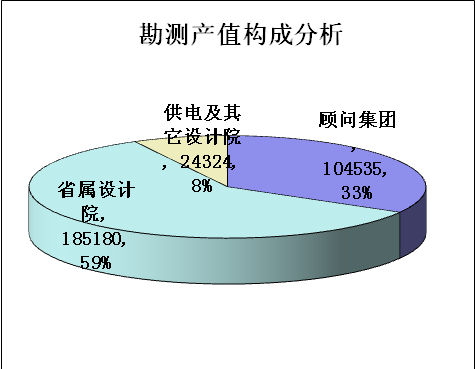 勘测产值构成分析
供电及其
它设计院
, 24324,
8%
顾问集团
,
104535,
33%
省属设计
院,
185180,
59%